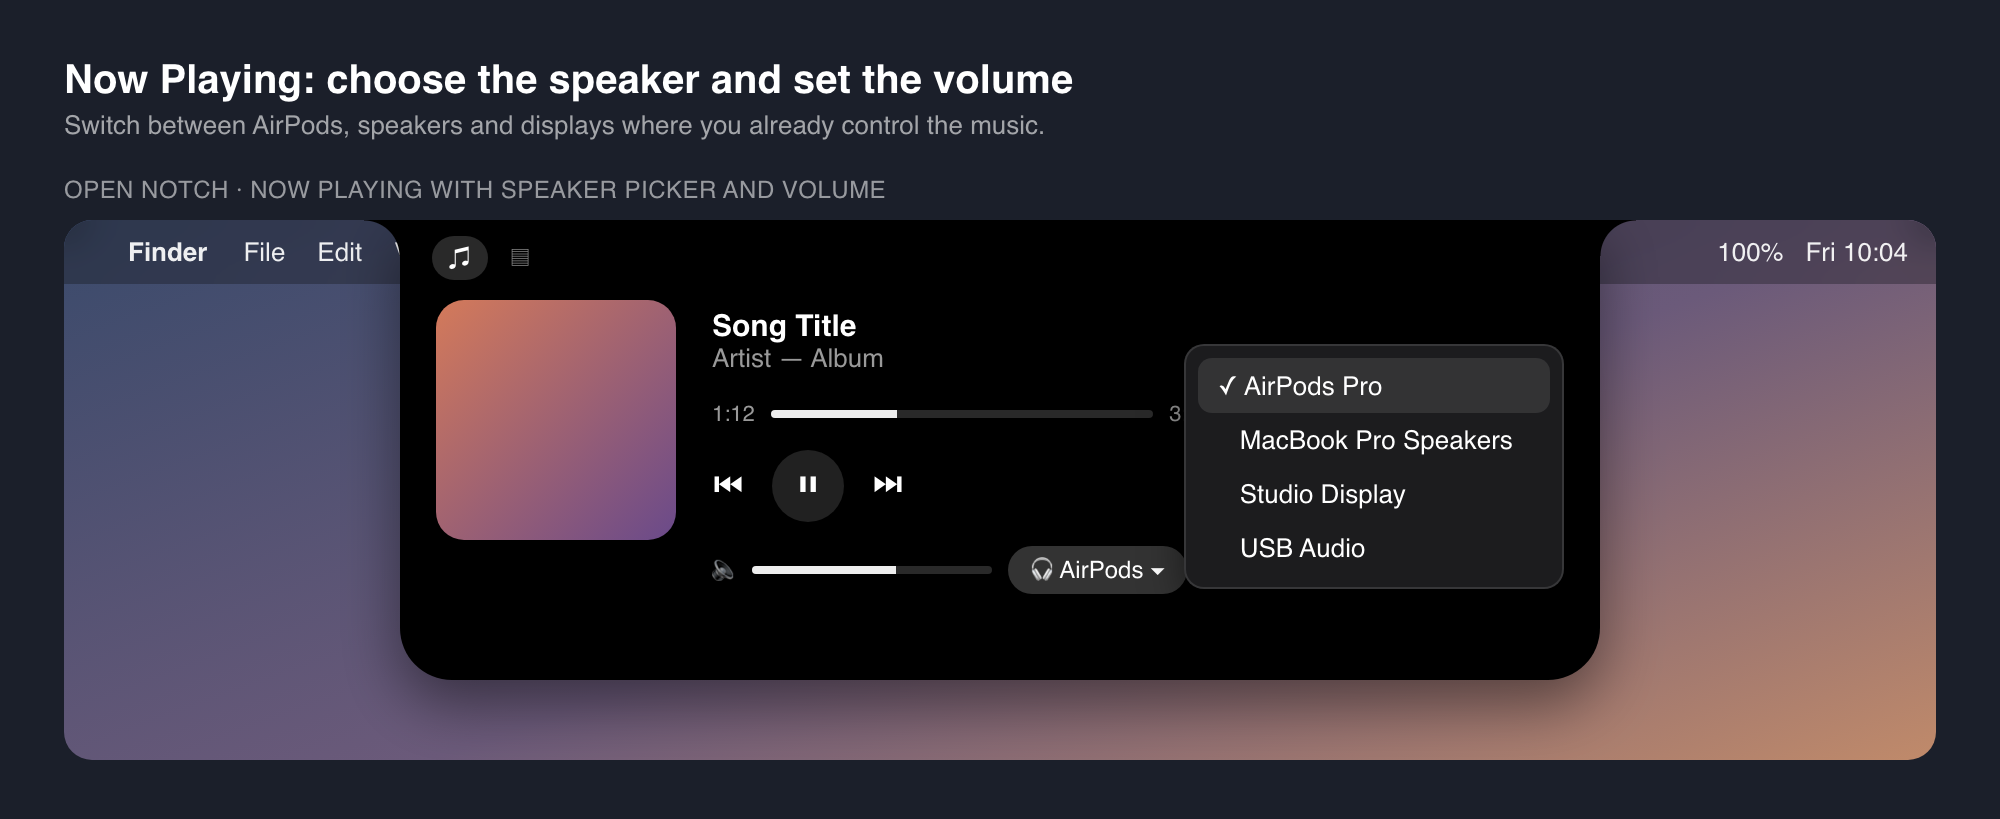 Now Playing: choose the speaker and set the volume
Switch between AirPods, speakers and displays where you already control the music.
OPEN NOTCH · NOW PLAYING WITH SPEAKER PICKER AND VOLUME
Finder File Edit
100% Fri 10:04
Song Title
Artist — Album
1:12 3
AirPods
✓ AirPods Pro
MacBook Pro Speakers
Studio Display
USB Audio